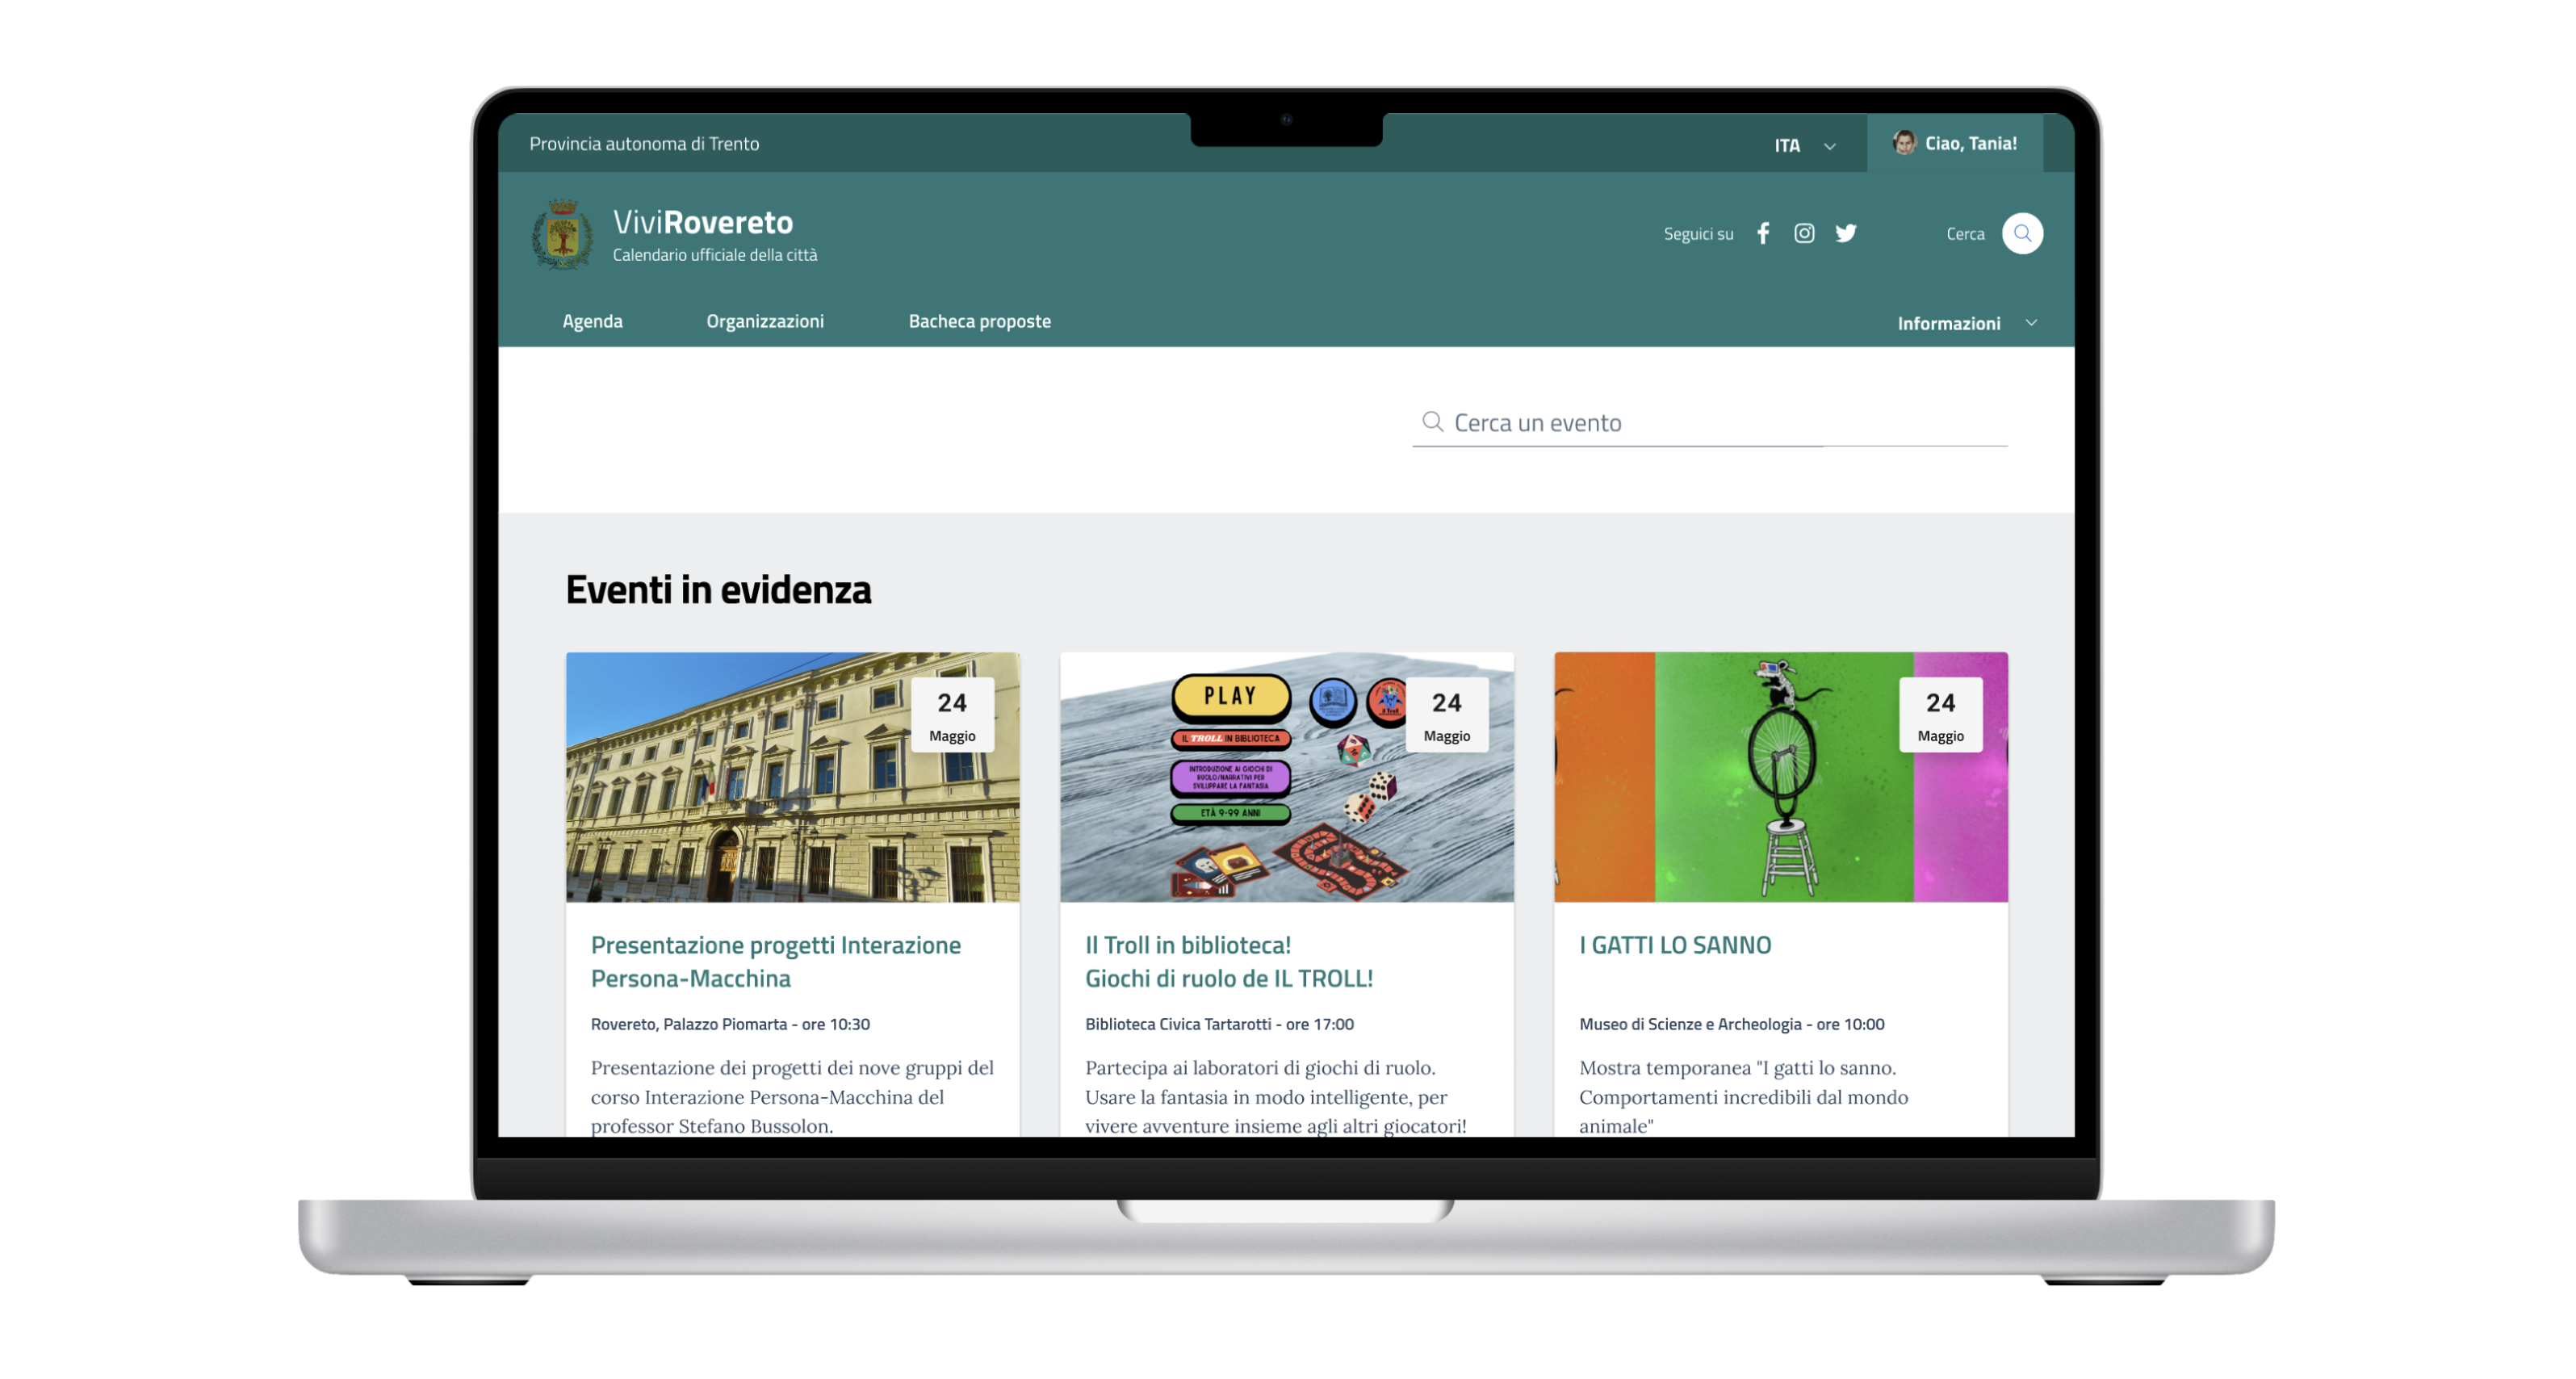 Provincia autonoma di Trento
ITA
Ciao, Tania!
ViviRovereto
Calendario ufficiale della città
Seguici su
Cerca
Agenda
Organizzazioni
Bacheca proposte
Informazioni
Cerca un evento
Eventi in evidenza
24
Maggio
PLAY
IL TROLL IN BIBLIOTECA
INTRODUZIONE AI GIOCHI DI
RUOLO/NARRATIVI PER
SVILUPPARE LA FANTASIA
ETÀ 9-99 ANNI
Il Troll
24
Maggio
24
Maggio
Presentazione progetti Interazione
Persona-Macchina
Rovereto, Palazzo Piomarta - ore 10:30
Presentazione dei progetti dei nove gruppi del
corso Interazione Persona-Macchina del
professor Stefano Bussolon.
Il Troll in biblioteca!
Giochi di ruolo de IL TROLL!
Biblioteca Civica Tartarotti - ore 17:00
Partecipa ai laboratori di giochi di ruolo.
Usare la fantasia in modo intelligente, per
vivere avventure insieme agli altri giocatori!
I GATTI LO SANNO
Museo di Scienze e Archeologia - ore 10:00
Mostra temporanea "I gatti lo sanno.
Comportamenti incredibili dal mondo
animale"